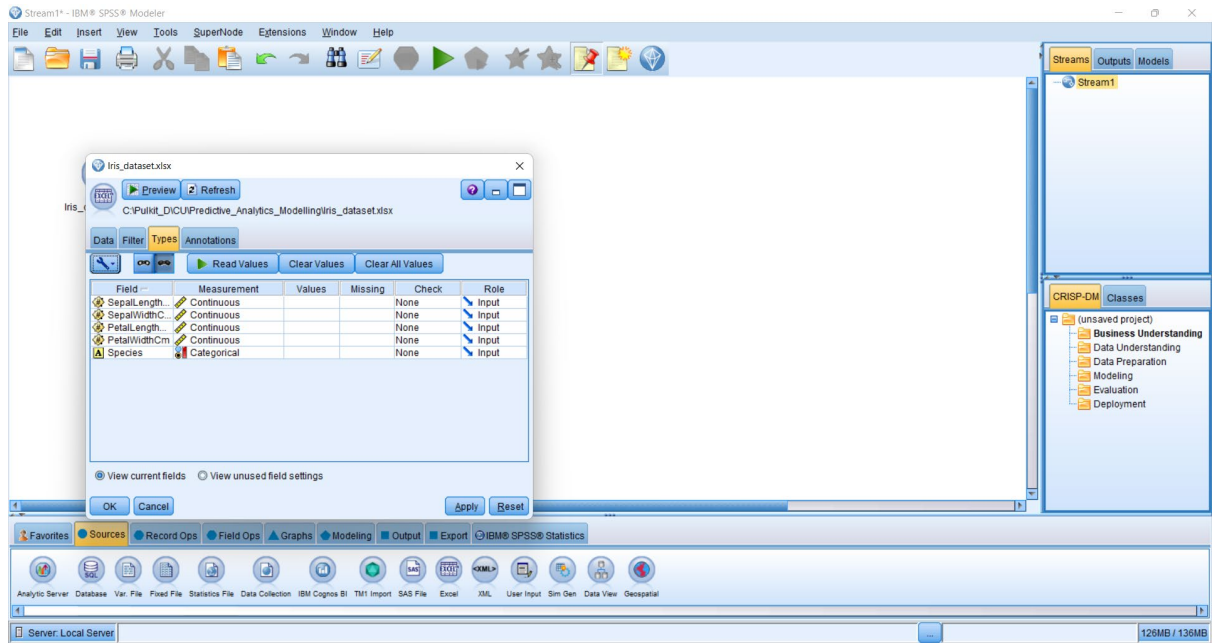 Stream1* - IBM® SPSS® Modeler
File Edit Insert View Tools SuperNode Extensions Window Help
Streams Outputs Models
Stream1
Iris_dataset.xlsx
Preview Refresh
Iris_
C:\Pulkit_D\CU\Predictive_Analytics_Modelling\Iris_dataset.xlsx
Data Filter Types Annotations
Read Values Clear Values Clear All Values
Field Measurement Values Missing Check Role
SepalLength... Continuous None Input
SepalWidthC... Continuous None Input
PetalLength... Continuous None Input
PetalWidthCm Continuous None Input
Species Categorical None Input
View current fields View unused field settings
OK Cancel Apply Reset
CRISP-DM Classes
(unsaved project)
Business Understanding
Data Understanding
Data Preparation
Modeling
Evaluation
Deployment
Favorites Sources Record Ops Field Ops Graphs Modeling Output Export IBM® SPSS® Statistics
SQL SAS <XML>
Analytic Server Database Var. File Fixed File Statistics File Data Collection IBM Cognos BI TM1 Import SAS File Excel XML User Input Sim Gen Data View Geospatial
Server: Local Server ... 126MB / 136MB